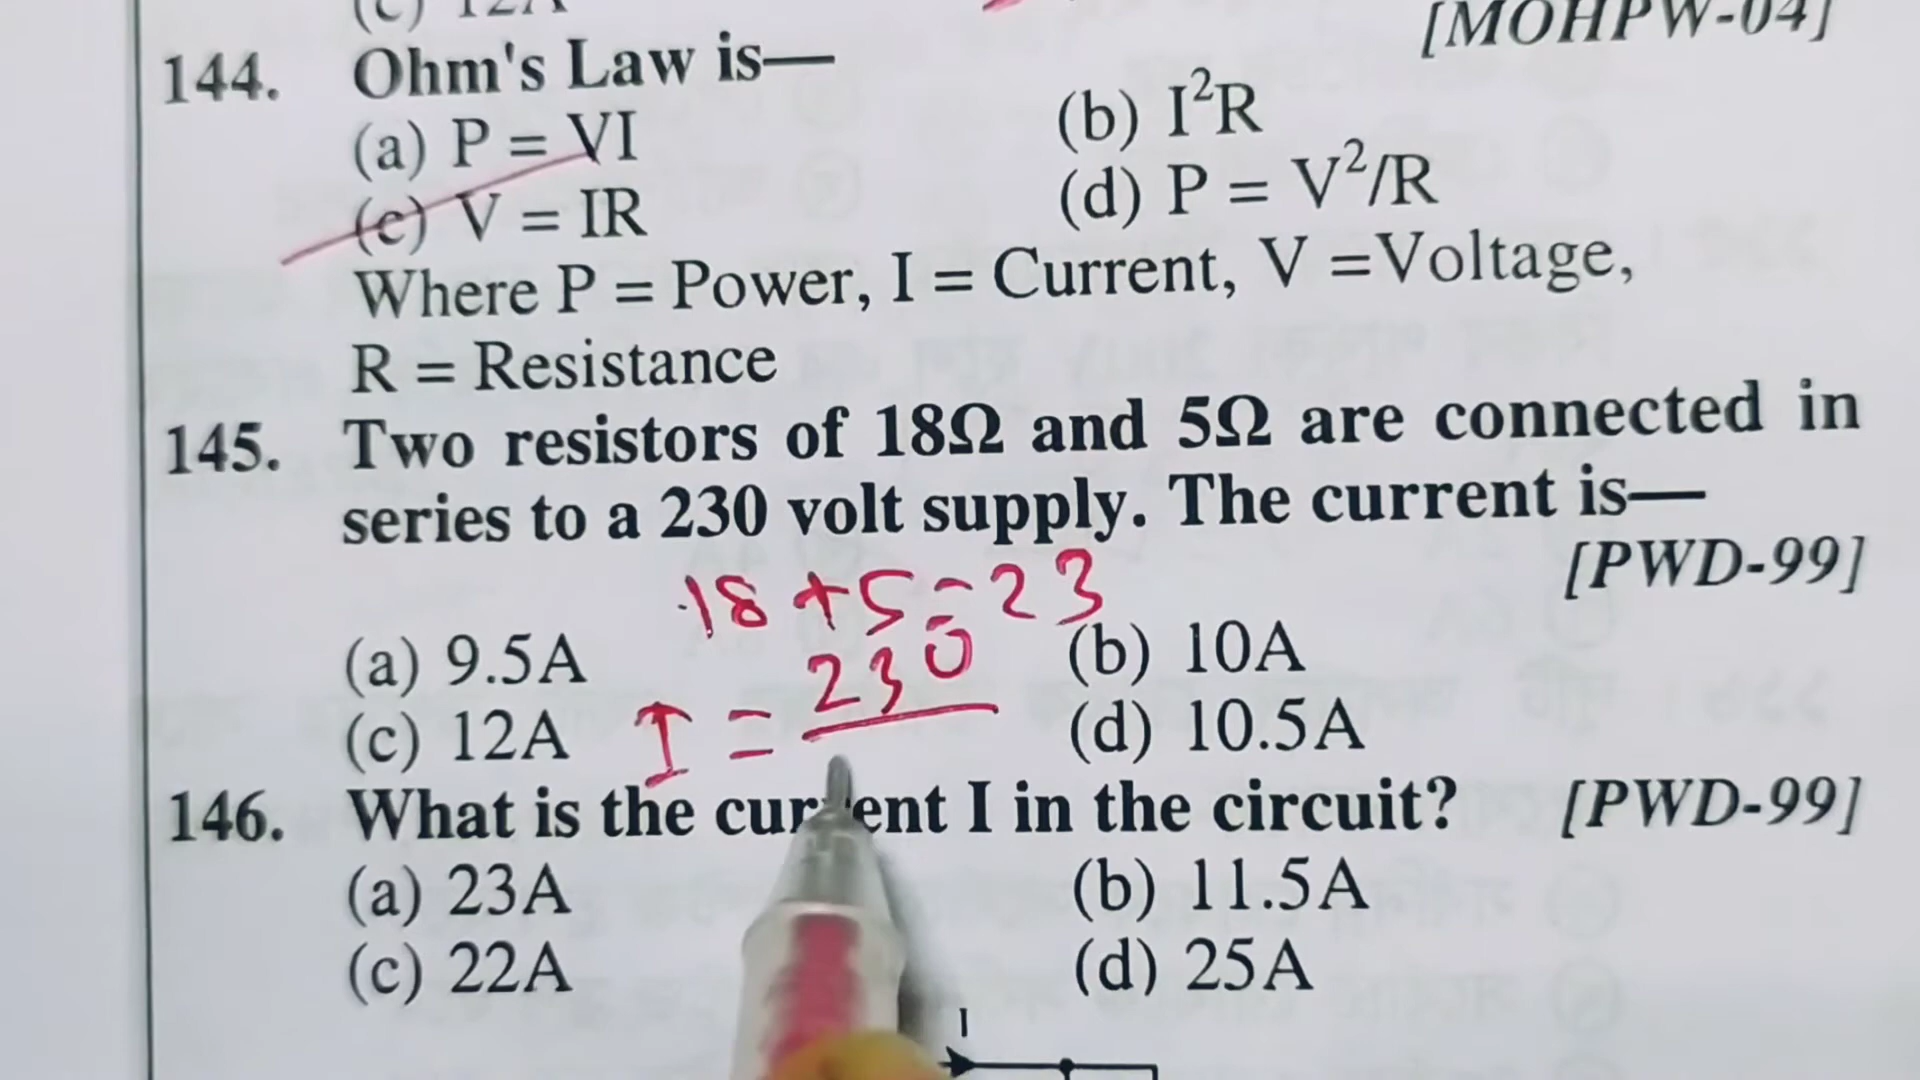 (c) 12A
[MOHPW-04]
144. Ohm's Law is—
(a) P = VI
(b) I²R
(c) V = IR
(d) P = V²/R
Where P = Power, I = Current, V =Voltage,
R = Resistance
145. Two resistors of 18Ω and 5Ω are connected in
series to a 230 volt supply. The current is—
[PWD-99]
18+5=23
(a) 9.5A
(b) 10A
230
(c) 12A
I =
(d) 10.5A
146. What is the current I in the circuit? [PWD-99]
(a) 23A
(b) 11.5A
(c) 22A
(d) 25A
I